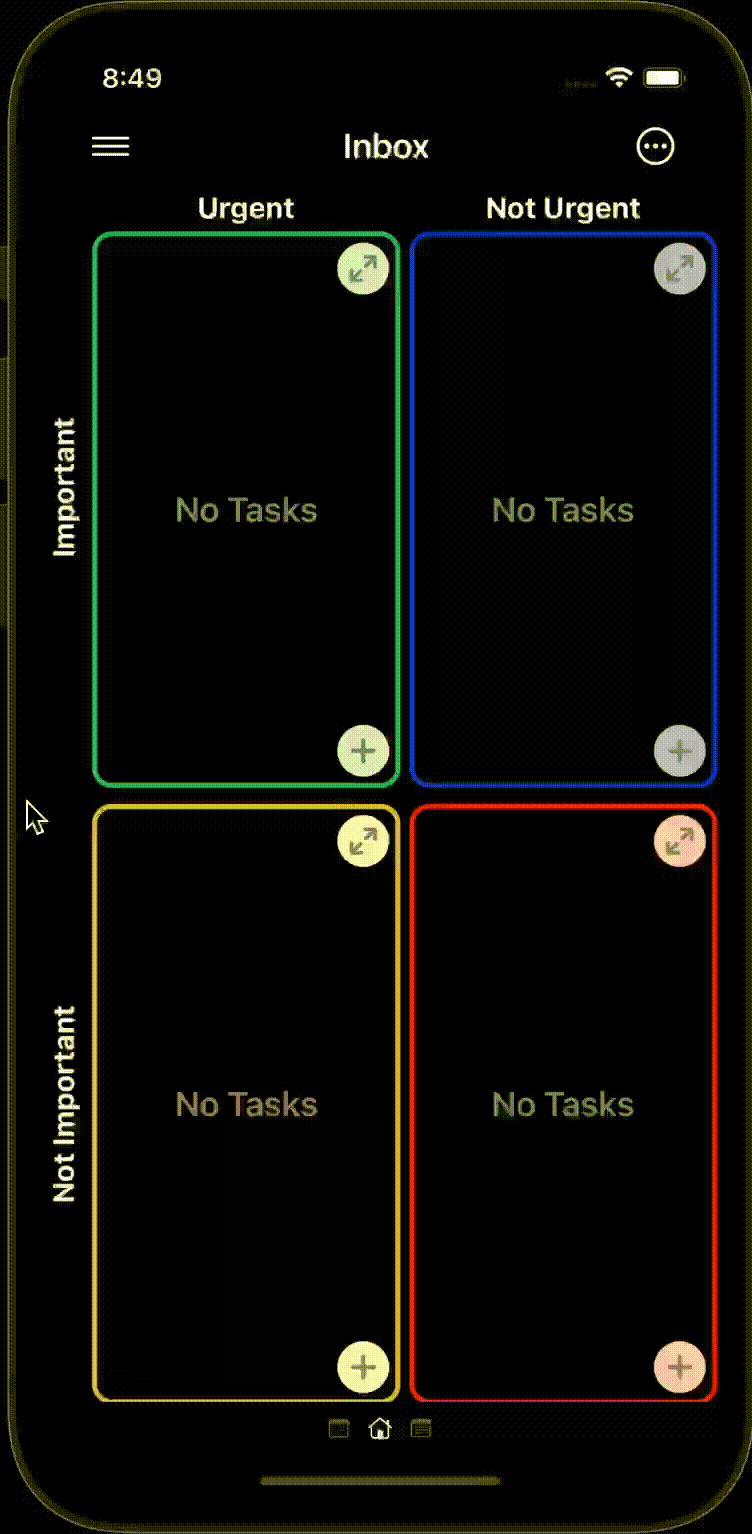 8:49
Inbox
Urgent
Not Urgent
Important
No Tasks
No Tasks
Not Important
No Tasks
No Tasks